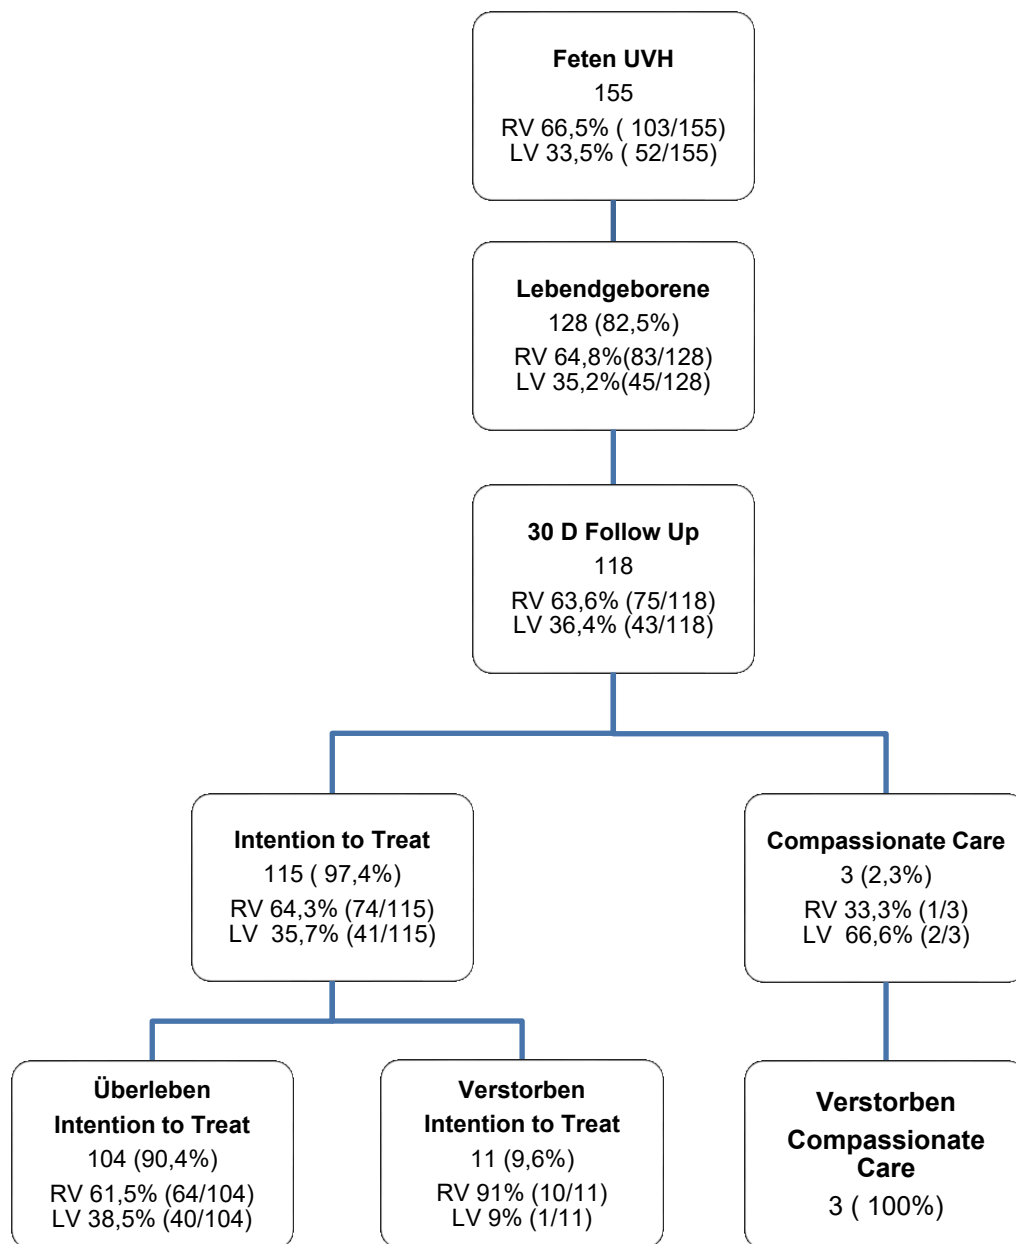 Feten UVH
155
RV 66,5% ( 103/155)
LV 33,5% ( 52/155)
Lebendgeborene
128 (82,5%)
RV 64,8%(83/128)
LV 35,2%(45/128)
30 D Follow Up
118
RV 63,6% (75/118)
LV 36,4% (43/118)
Intention to Treat
115 ( 97,4%)
RV 64,3% (74/115)
LV 35,7% (41/115)
Compassionate Care
3 (2,3%)
RV 33,3% (1/3)
LV 66,6% (2/3)
Überleben
Intention to Treat
104 (90,4%)
RV 61,5% (64/104)
LV 38,5% (40/104)
Verstorben
Intention to Treat
11 (9,6%)
RV 91% (10/11)
LV 9% (1/11)
Verstorben
Compassionate
Care
3 ( 100%)